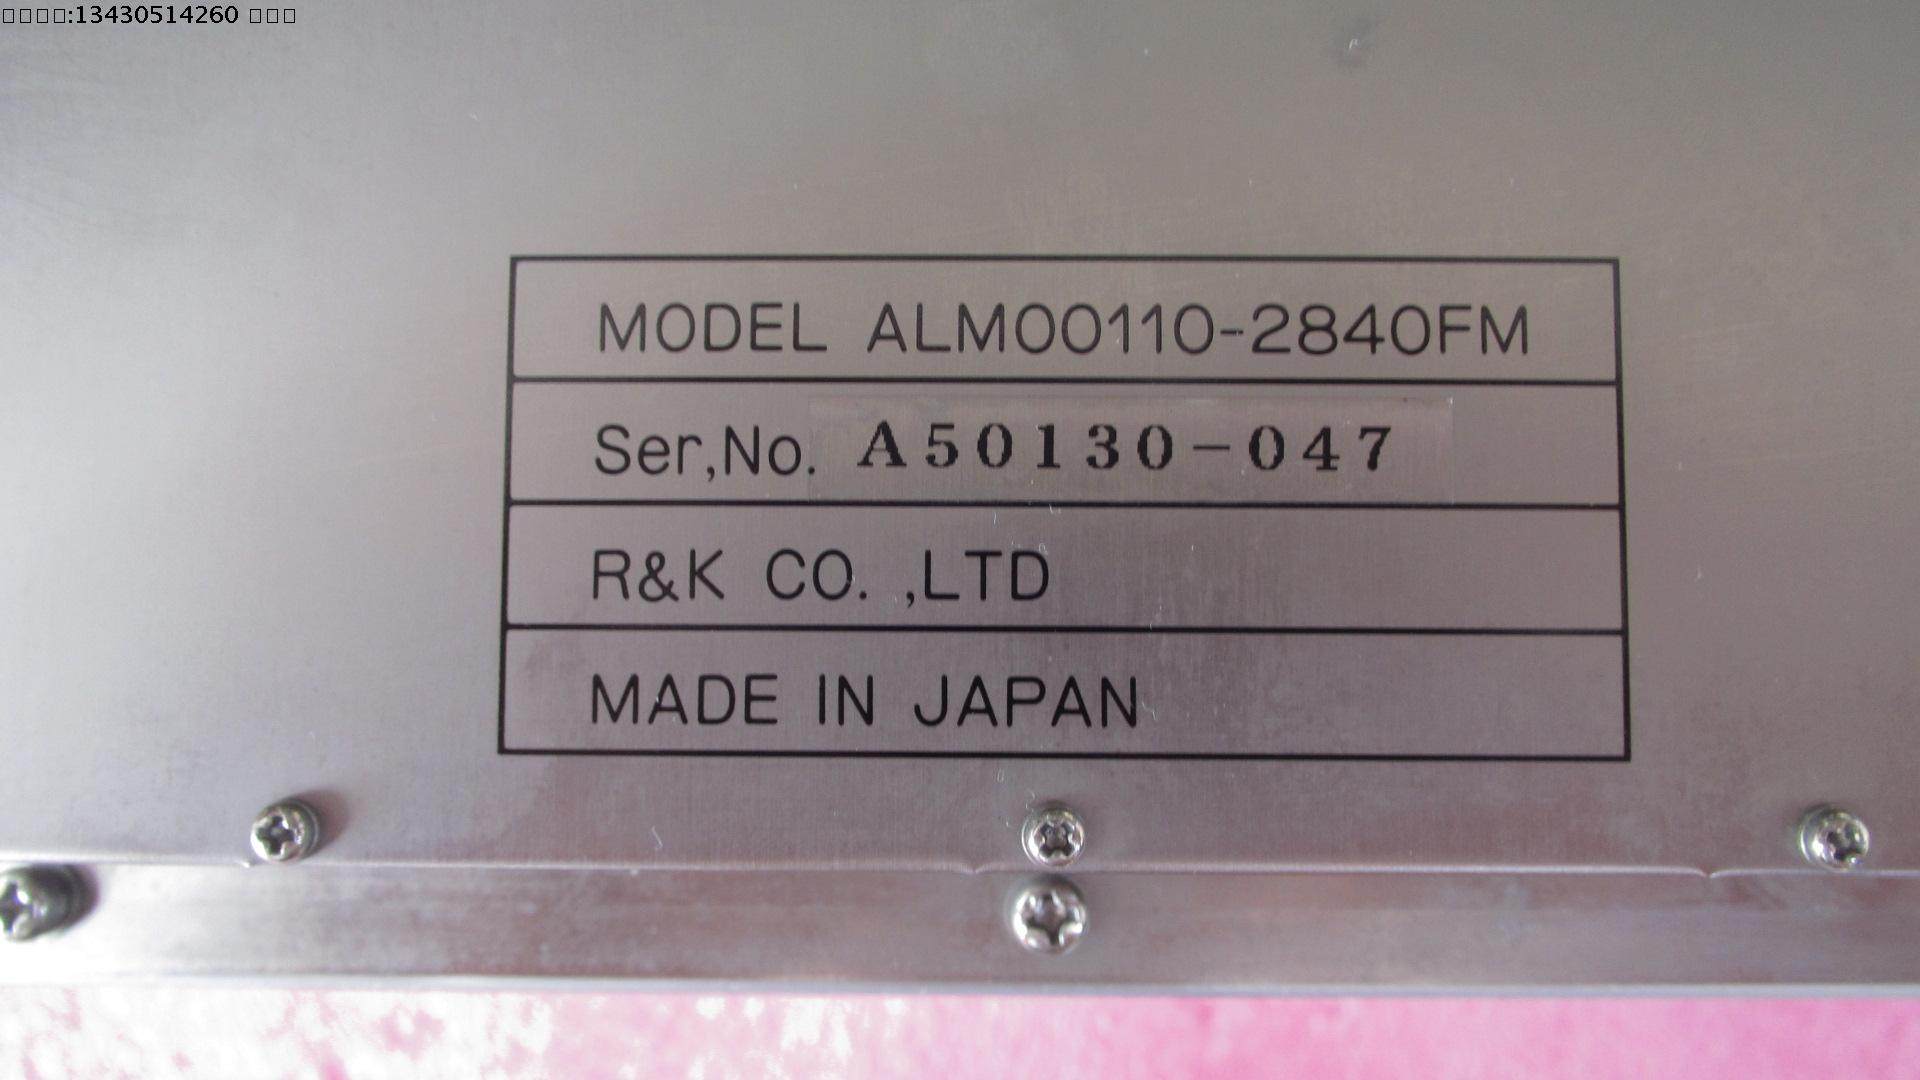 □□□□:13430514260 □□□
MODEL ALM00110-2840FM
Ser,No. A50130-047
R&K CO. ,LTD
MADE IN JAPAN